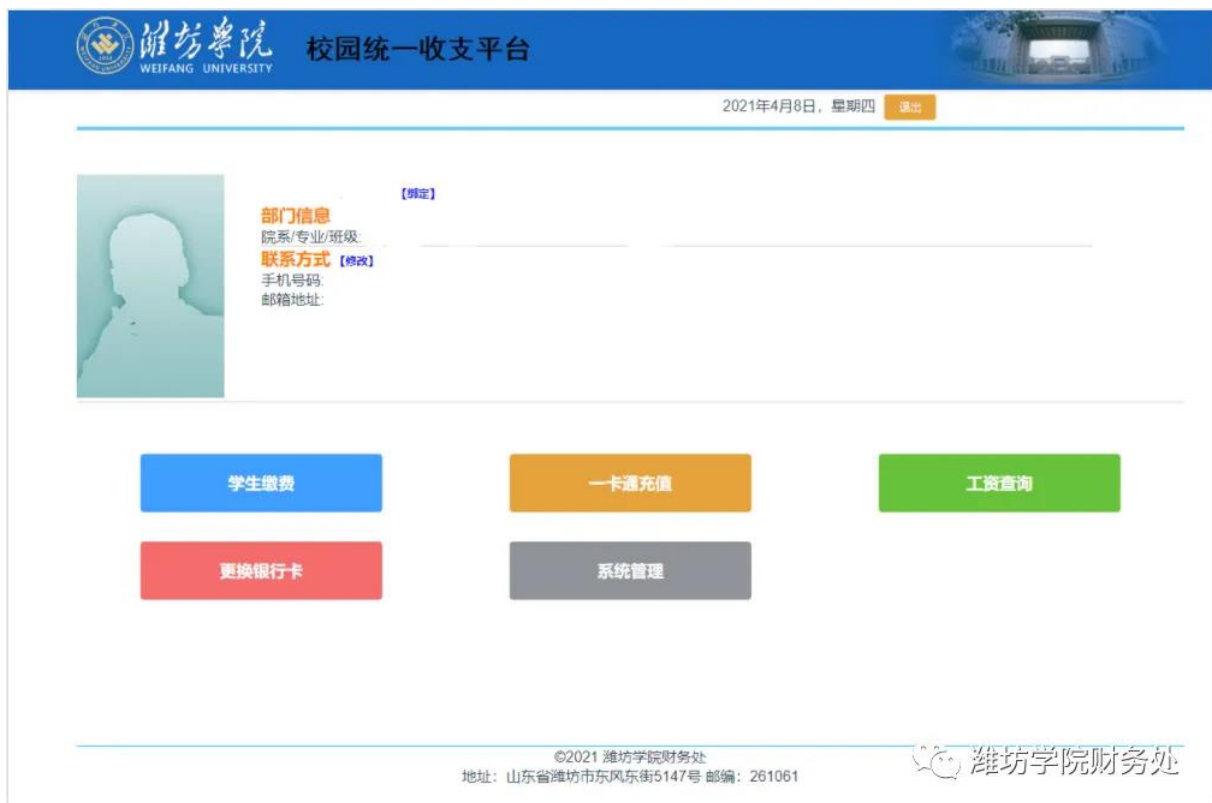 潍坊学院
WEIFANG UNIVERSITY
校园统一收支平台
2021年4月8日，星期四 退出
【绑定】
部门信息
院系/专业/班级:
联系方式【修改】
手机号码:
邮箱地址:
学生缴费 一卡通充值 工资查询
更换银行卡 系统管理
©2021 潍坊学院财务处
地址：山东省潍坊市东风东街5147号 邮编：261061
潍坊学院财务处